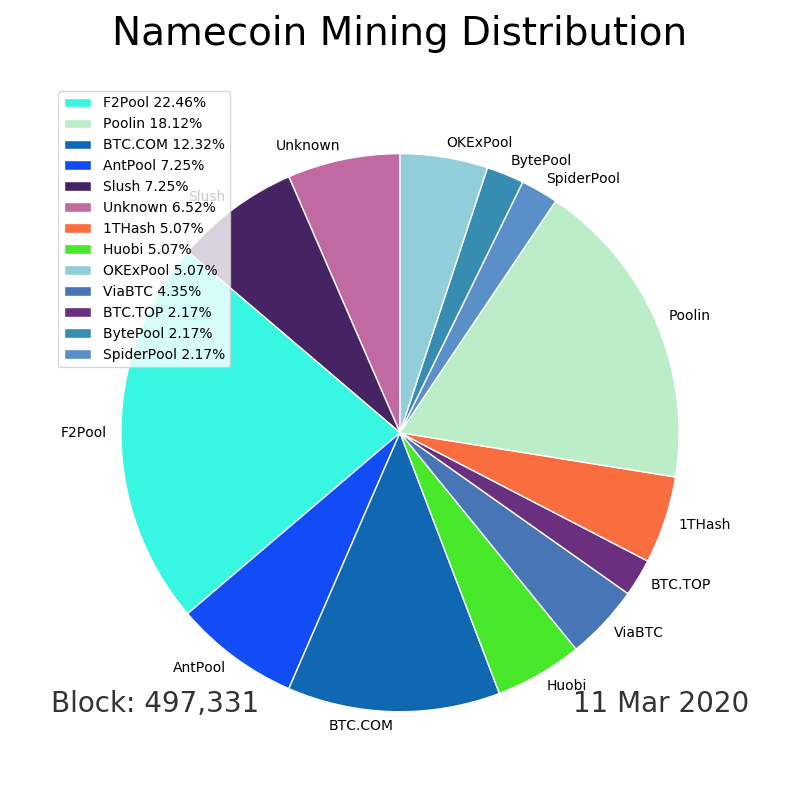 Namecoin Mining Distribution
F2Pool 22.46%
Poolin 18.12%
BTC.COM 12.32%
AntPool 7.25%
Slush 7.25%
Unknown 6.52%
1THash 5.07%
Huobi 5.07%
OKExPool 5.07%
ViaBTC 4.35%
BTC.TOP 2.17%
BytePool 2.17%
SpiderPool 2.17%
OKExPool
BytePool
SpiderPool
Poolin
1THash
BTC.TOP
ViaBTC
Huobi
BTC.COM
AntPool
F2Pool
Slush
Unknown
Block: 497,331
11 Mar 2020